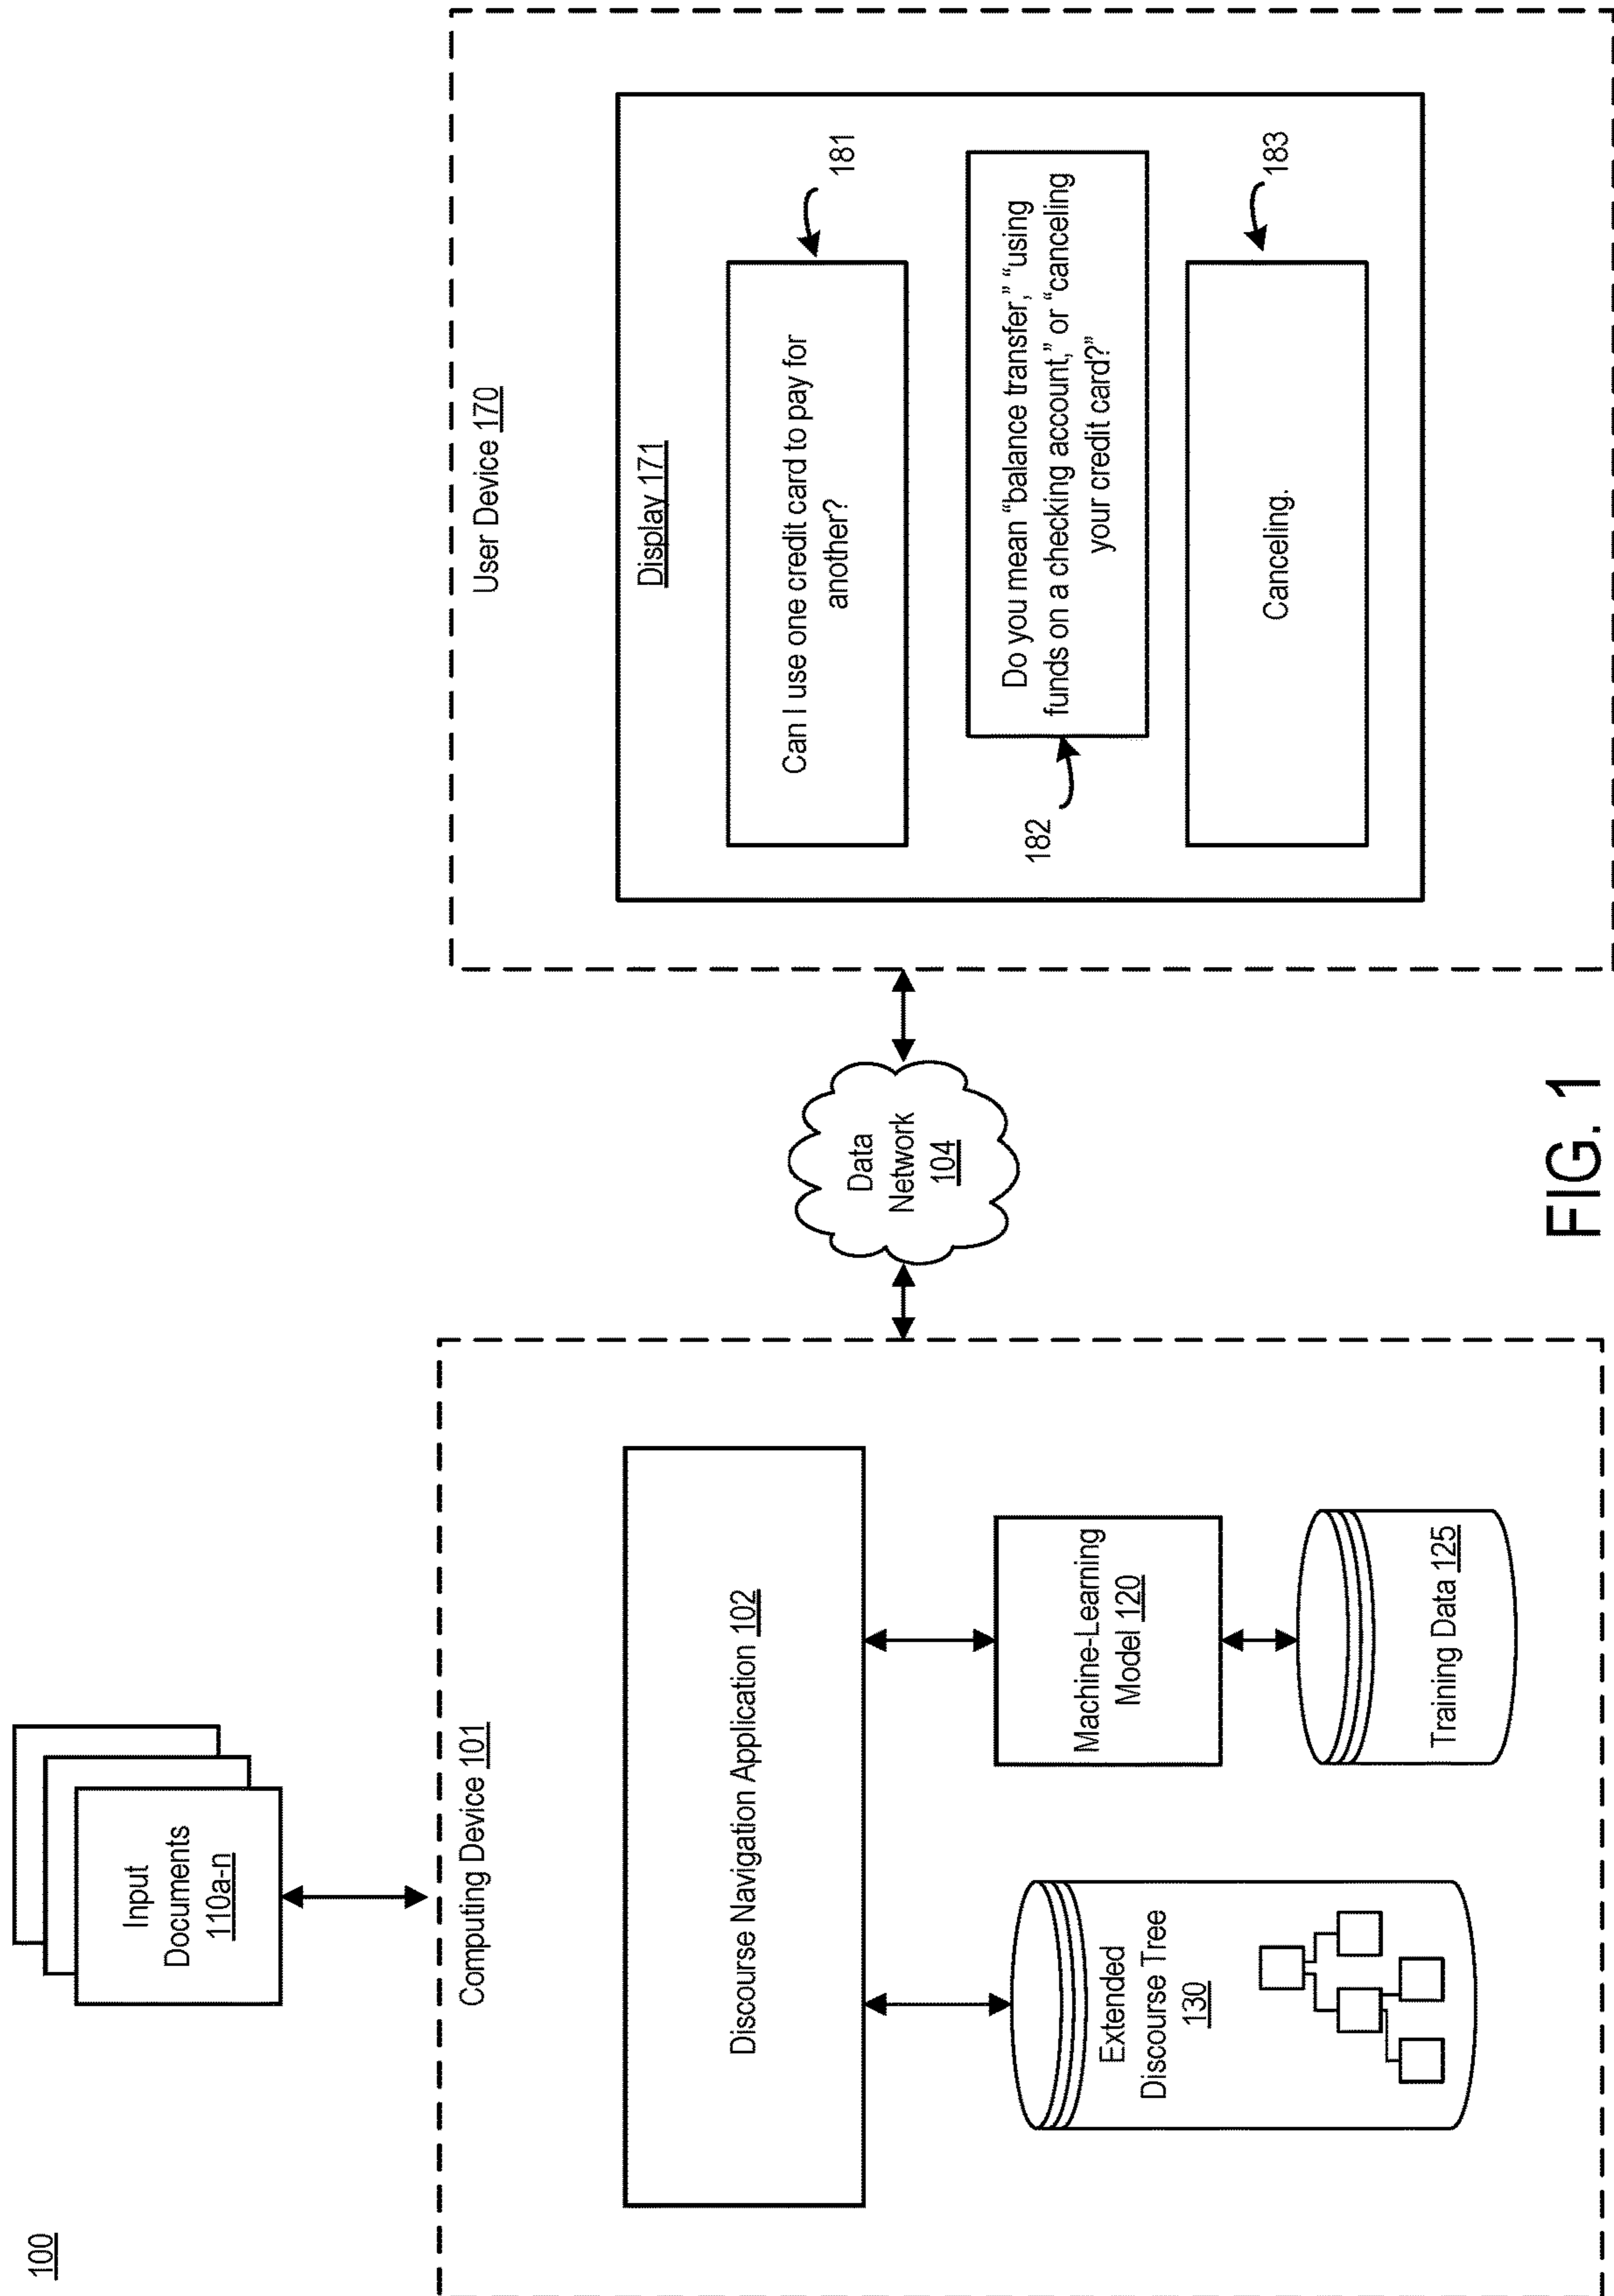 100
Input
Documents
110a-n
Computing Device 101
Discourse Navigation Application 102
Extended
Discourse Tree
130
Machine-Learning
Model 120
Training Data 125
Data
Network
104
User Device 170
Display 171
Can I use one credit card to pay for
another?
181
Do you mean “balance transfer,” “using
funds on a checking account,” or “canceling
your credit card?”
182
Canceling.
183
FIG. 1